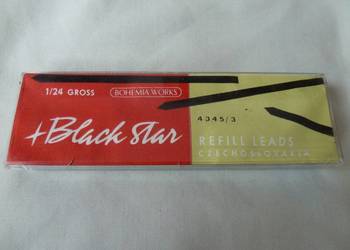 1/24 GROSS
BOHEMIA WORKS
+Black Star
4345/3
REFILL LEADS
CZECHOSLOVAKIA